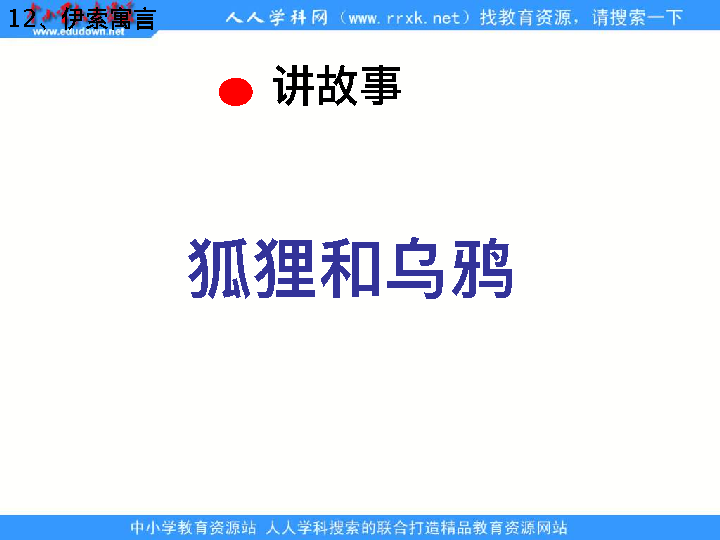 12、伊索寓言
www.edudown.net
人人学科网（www.rrxk.net）找教育资源，请搜索一下
讲故事
狐狸和乌鸦
中小学教育资源站 人人学科搜索的联合打造精品教育资源网站